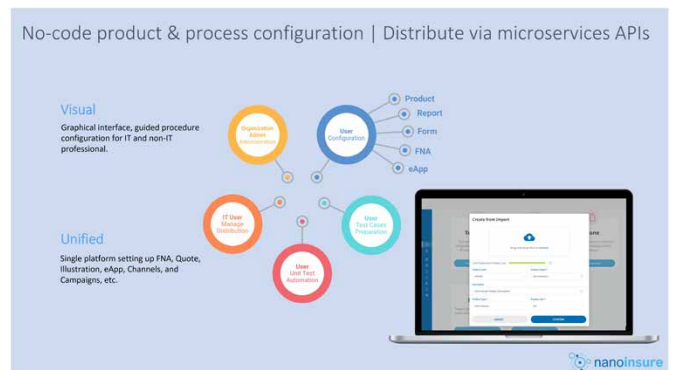 No-code product & process configuration | Distribute via microservices APIs
Visual
Graphical interface, guided procedure
configuration for IT and non-IT
professional.
Organization
Admin
Administration
User
Configuration
Product
Report
Form
FNA
eApp
IT User
Manage
Distribution
User
Test Cases
Preparation
User
Unit Test
Automation
Unified
Single platform setting up FNA, Quote,
Illustration, eApp, Channels, and
Campaigns, etc.
Create from Import
nanoinsure